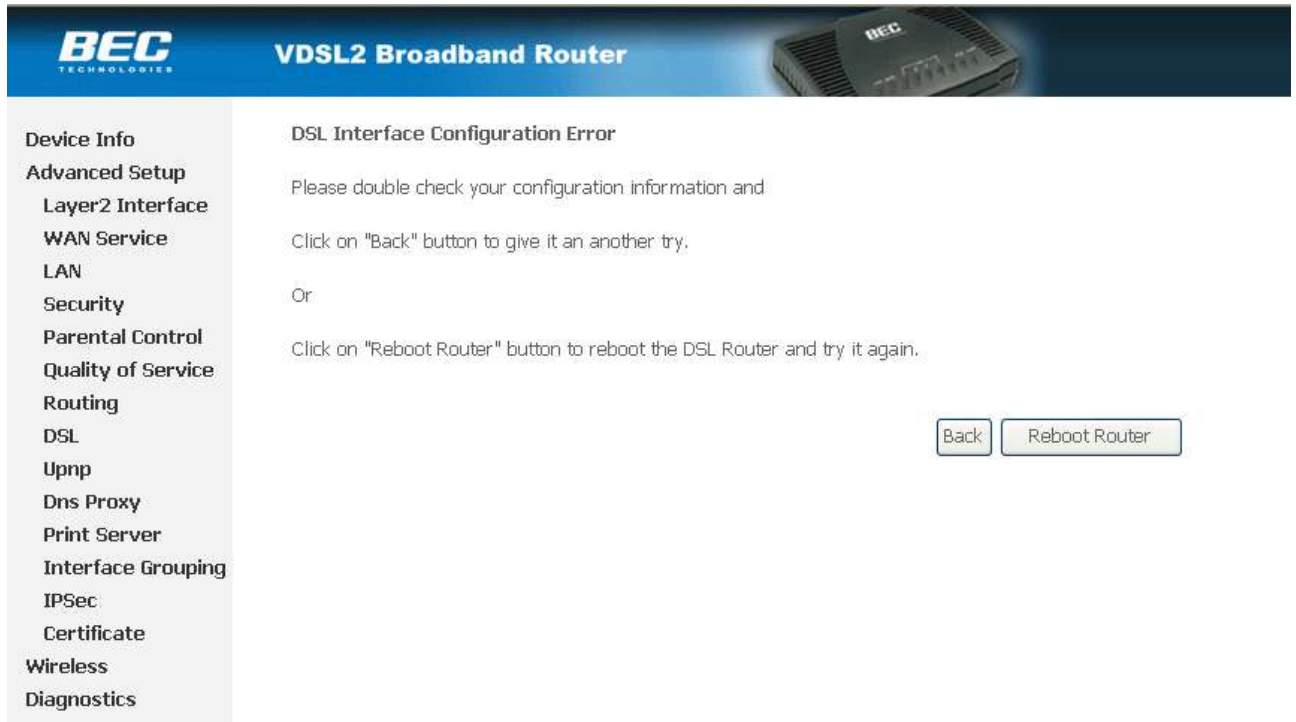 BEC
TECHNOLOGIES
VDSL2 Broadband Router
BEC
Device Info
Advanced Setup
Layer2 Interface
WAN Service
LAN
Security
Parental Control
Quality of Service
Routing
DSL
Upnp
Dns Proxy
Print Server
Interface Grouping
IPSec
Certificate
Wireless
Diagnostics
DSL Interface Configuration Error
Please double check your configuration information and
Click on "Back" button to give it an another try.
Or
Click on "Reboot Router" button to reboot the DSL Router and try it again.
Back
Reboot Router